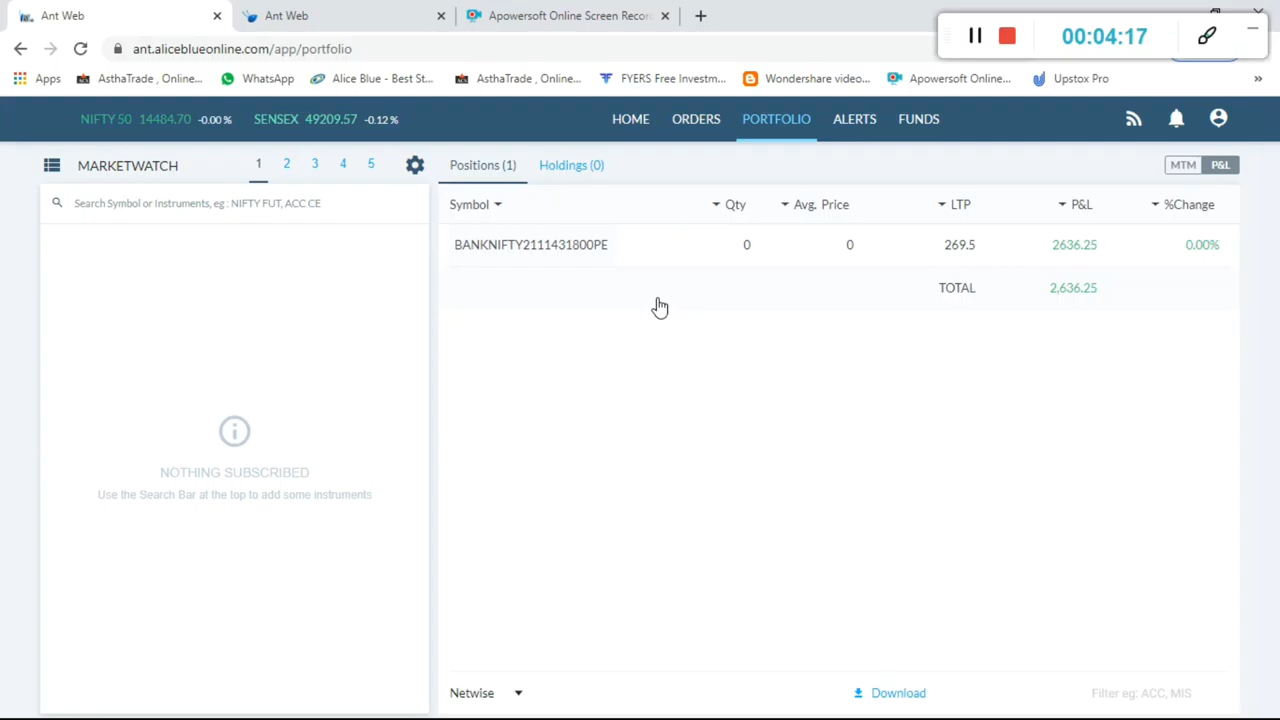 Ant Web
Ant Web
Apowersoft Online Screen Recor
00:04:17
ant.aliceblueonline.com/app/portfolio
Apps
AsthaTrade , Online...
WhatsApp
Alice Blue - Best St...
AsthaTrade , Online...
FYERS Free Investm...
Wondershare video...
Apowersoft Online...
Upstox Pro
»
NIFTY 50 14484.70 -0.00 %
SENSEX 49209.57 -0.12 %
HOME
ORDERS
PORTFOLIO
ALERTS
FUNDS
MARKETWATCH
1
2
3
4
5
Positions (1)
Holdings (0)
MTM
P&L
Search Symbol or Instruments, eg : NIFTY FUT, ACC CE
Symbol Qty Avg. Price LTP P&L %Change
BANKNIFTY2111431800PE 0 0 269.5 2636.25 0.00%
TOTAL 2,636.25
NOTHING SUBSCRIBED
Use the Search Bar at the top to add some instruments
Netwise
Download
Filter eg: ACC, MIS